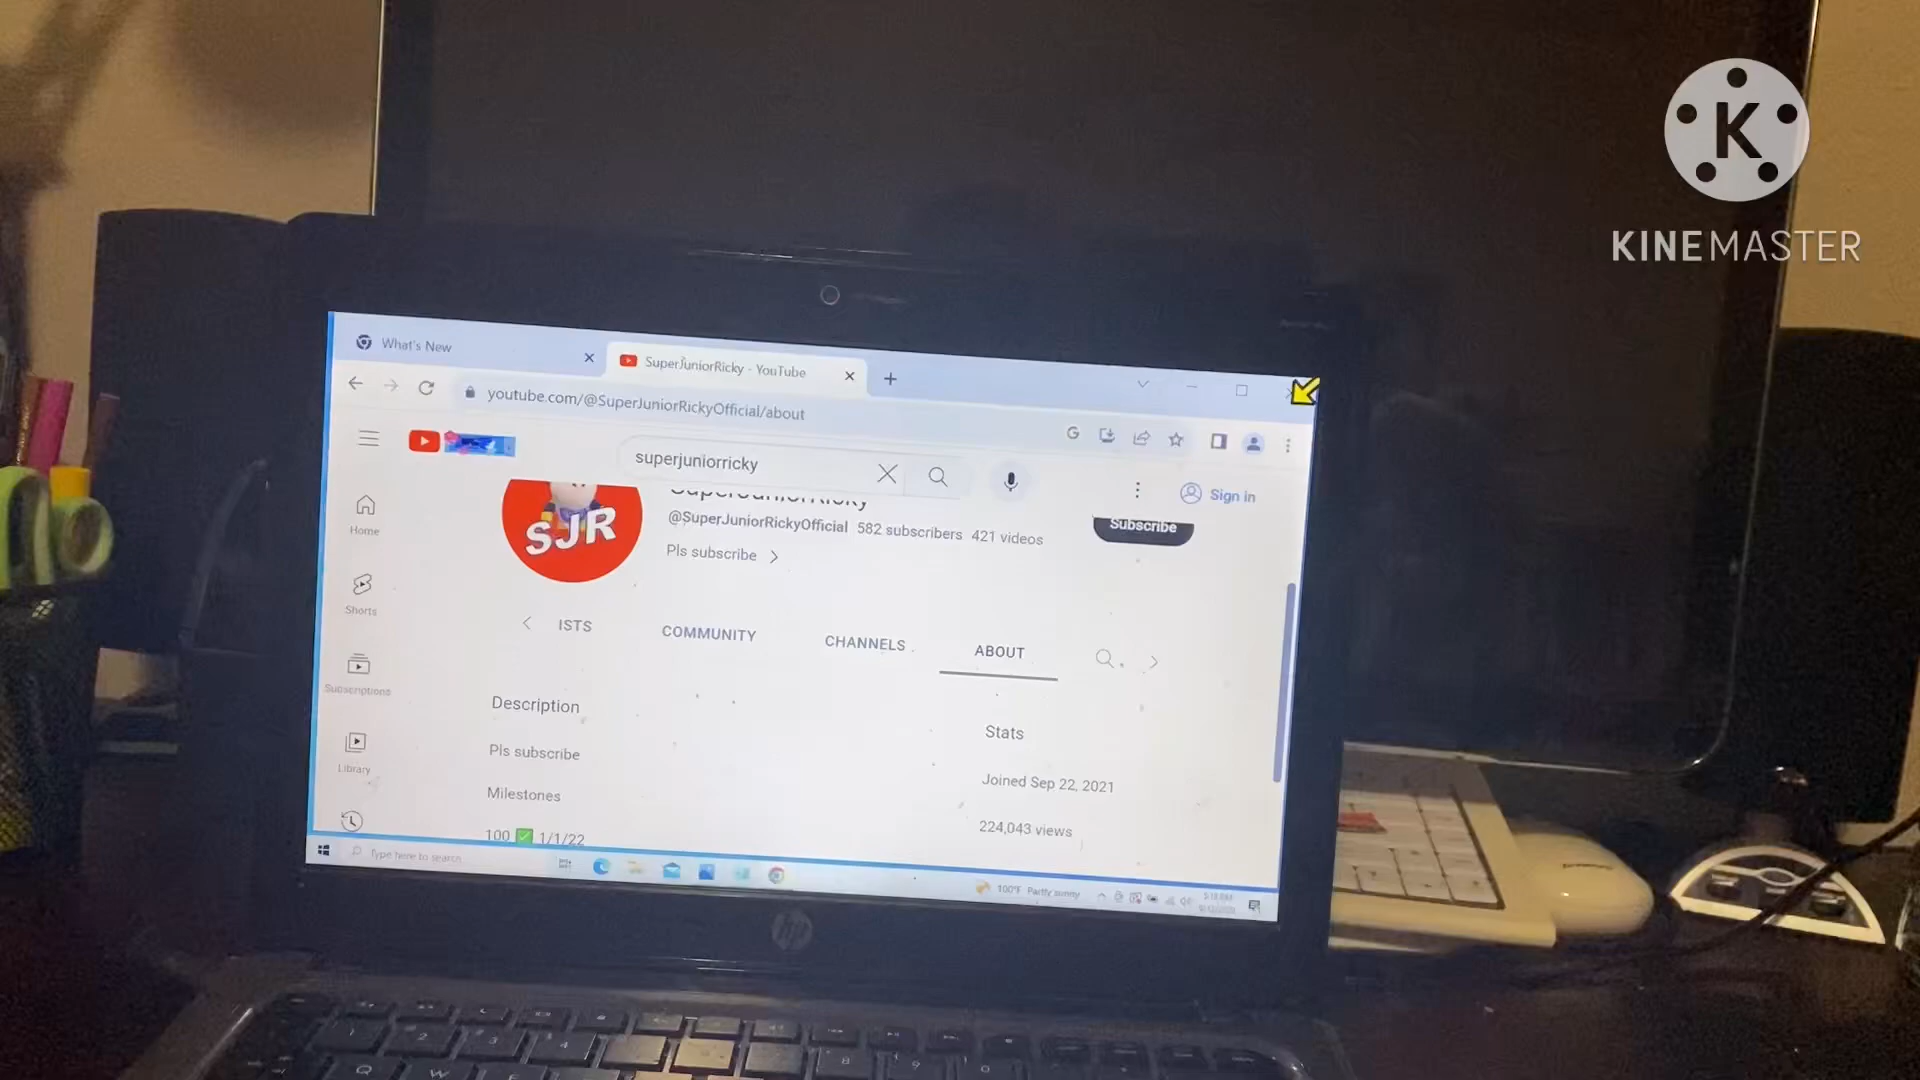 K
KINEMASTER
What's New
SuperJuniorRicky - YouTube
youtube.com/@SuperJuniorRickyOfficial/about
superjuniorricky
Sign in
SJR
SuperJuniorRicky
@SuperJuniorRickyOfficial 582 subscribers 421 videos
Subscribe
Pls subscribe
Home
Shorts
Subscriptions
Library
ISTS
COMMUNITY
CHANNELS
ABOUT
Description
Stats
Pls subscribe
Joined Sep 22, 2021
Milestones
224,043 views
100 ✅ 1/1/22
Type here to search
100°F Partly sunny
hp